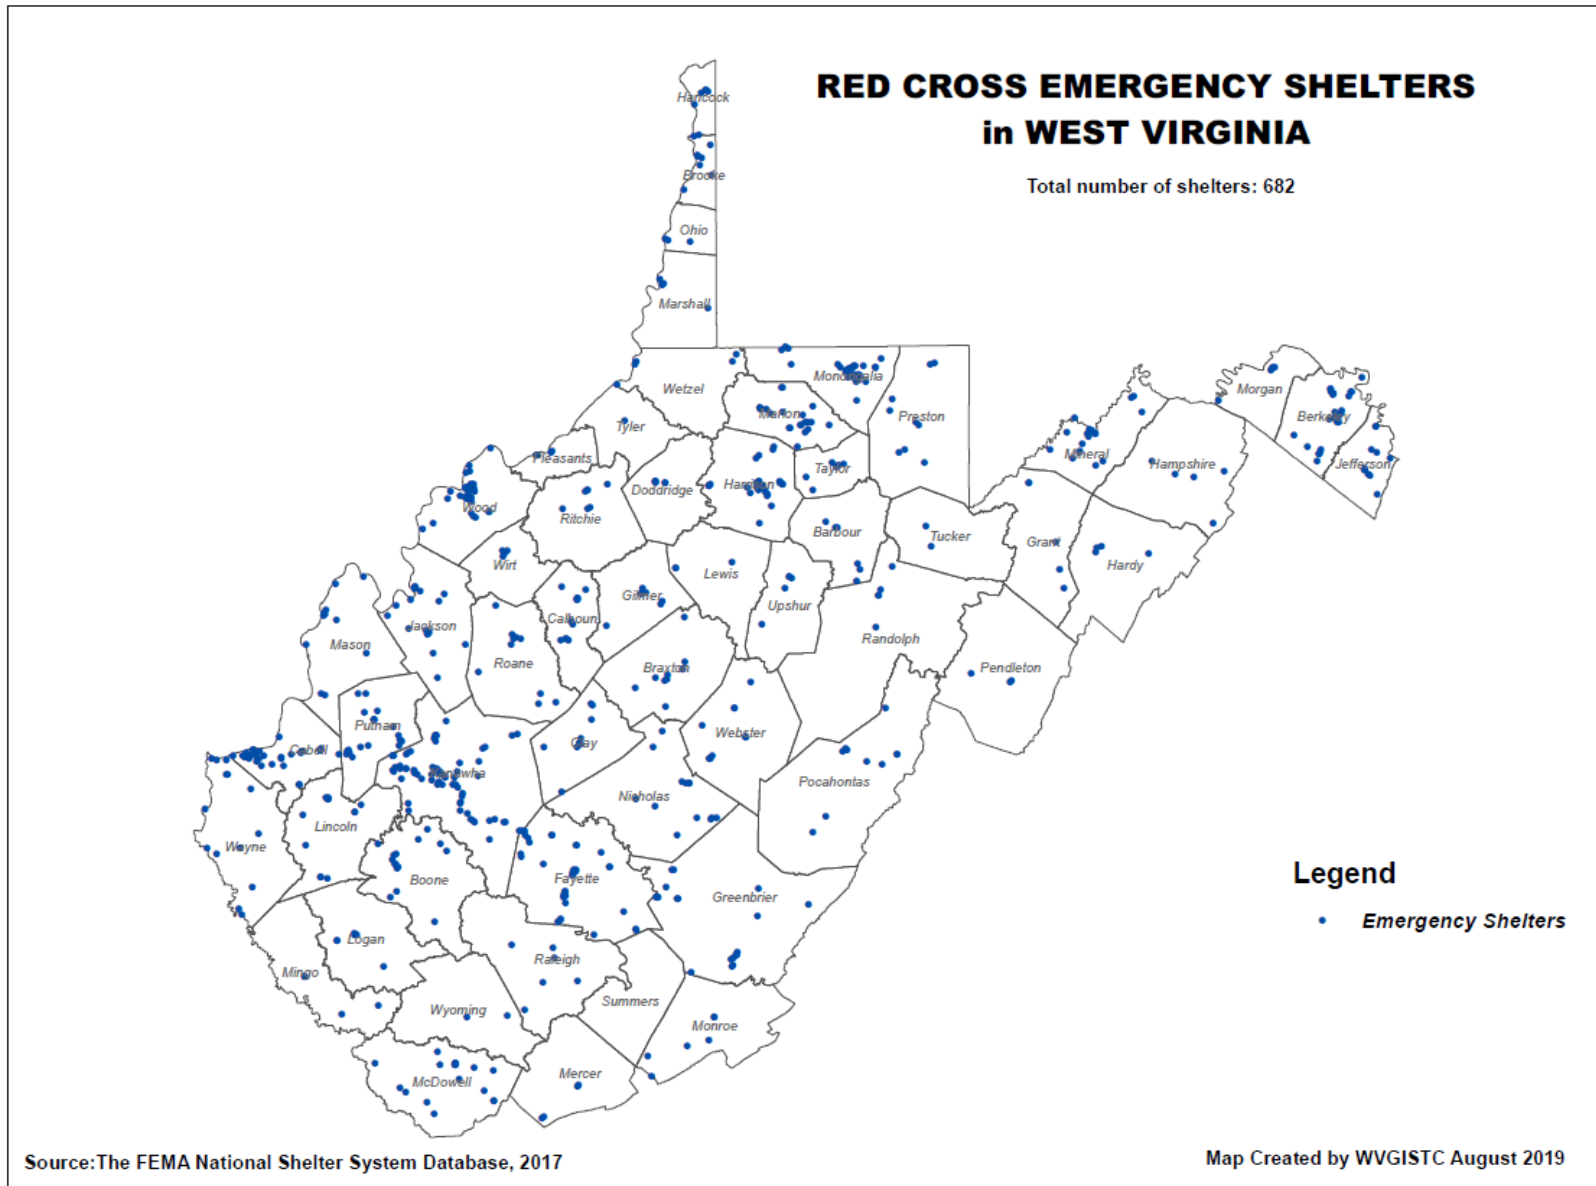 RED CROSS EMERGENCY SHELTERS
in WEST VIRGINIA
Total number of shelters: 682
Hancock
Brooke
Ohio
Marshall
Wetzel
Monongalia
Marion
Preston
Tyler
Pleasants
Doddridge
Harrison
Taylor
Morgan
Berkeley
Jefferson
Mineral
Hampshire
Wood
Ritchie
Barbour
Tucker
Grant
Hardy
Wirt
Lewis
Upshur
Gilmer
Calhoun
Jackson
Mason
Roane
Braxton
Randolph
Pendleton
Putnam
Clay
Webster
Cabell
Kanawha
Pocahontas
Nicholas
Lincoln
Wayne
Boone
Fayette
Greenbrier
Logan
Raleigh
Mingo
Wyoming
Summers
Monroe
McDowell
Mercer
Legend
Emergency Shelters
Source:The FEMA National Shelter System Database, 2017
Map Created by WVGISTC August 2019